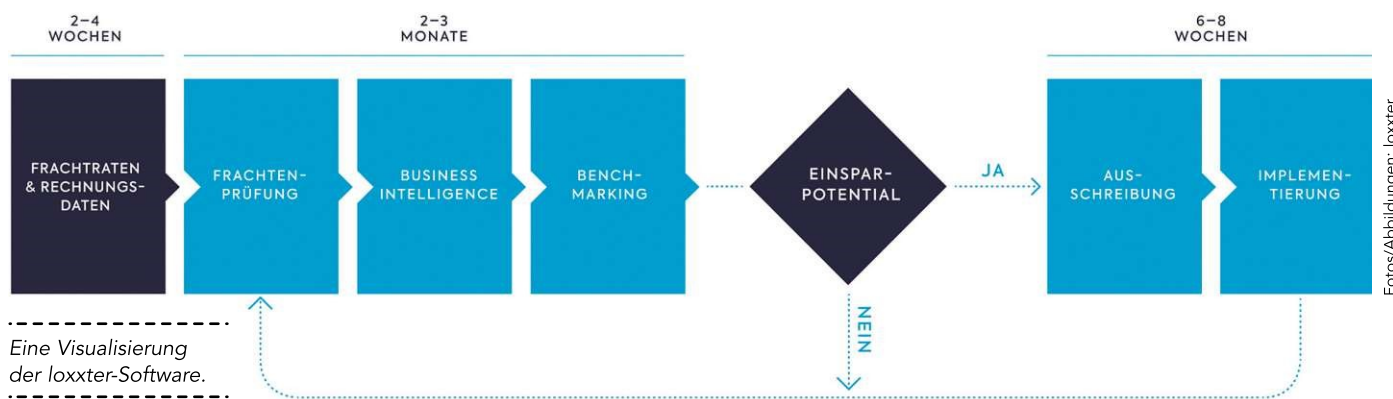 2–4
WOCHEN
2–3
MONATE
6–8
WOCHEN
FRACHTRATEN
& RECHNUNGS-
DATEN
FRACHTEN-
PRÜFUNG
BUSINESS
INTELLIGENCE
BENCH-
MARKING
EINSPAR-
POTENTIAL
JA
AUS-
SCHREIBUNG
IMPLEMEN-
TIERUNG
NEIN
Eine Visualisierung
der loxxter-Software.
Fotos/Abbildungen: loxxter